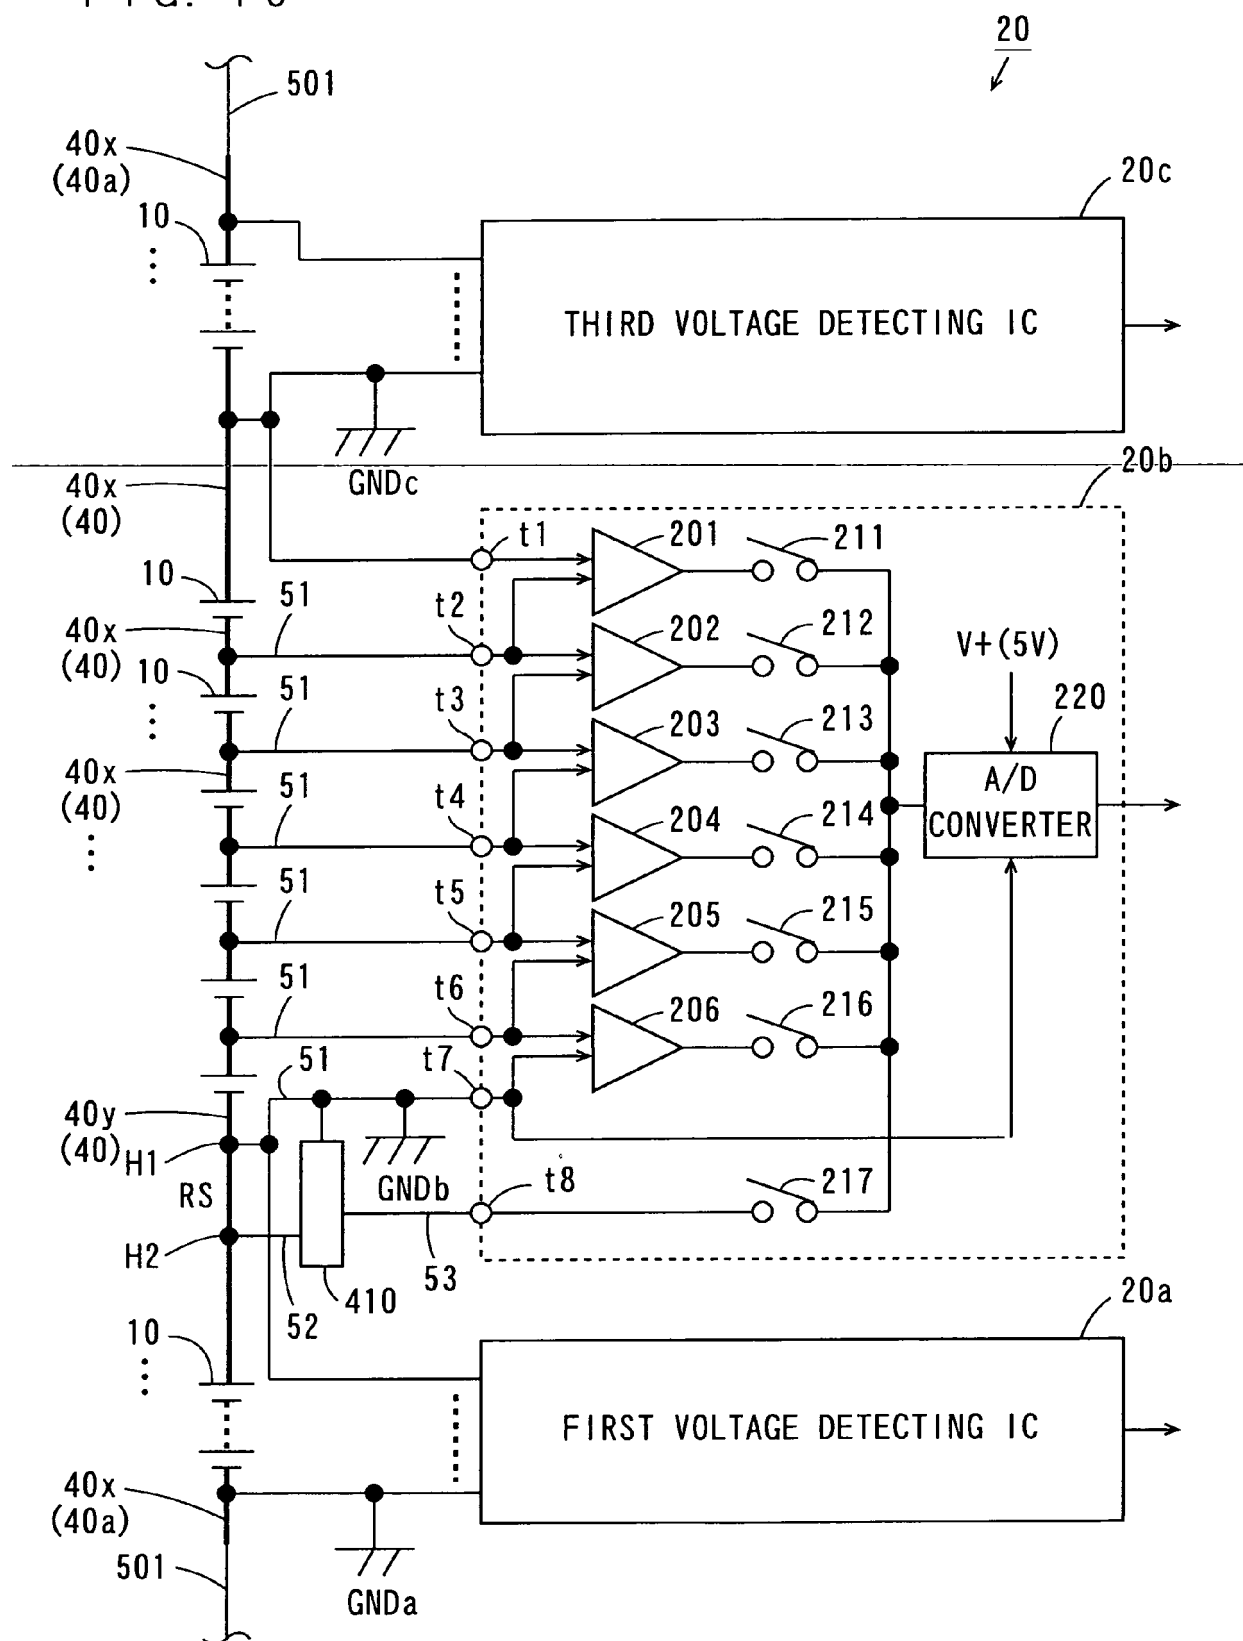 20
501
40x
(40a)
20c
10
THIRD VOLTAGE DETECTING IC
GNDc
20b
40x
(40)
t1
201
211
10
51
t2
202
212
40x
(40)
V+(5V)
10
51
t3
203
213
220
40x
(40)
51
t4
204
214
A/D
CONVERTER
51
t5
205
215
51
t6
206
216
51
t7
40y
(40)
H1
RS
GNDb
t8
217
H2
53
410
52
20a
10
FIRST VOLTAGE DETECTING IC
40x
(40a)
501
GNDa